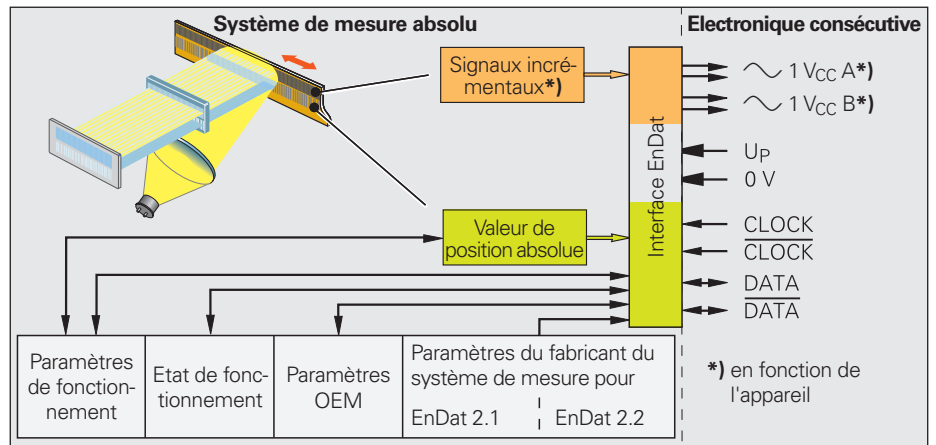 Système de mesure absolu
Electronique consécutive
Signaux incré-
mentaux*)
1 VCC A*)
1 VCC B*)
UP
0 V
Interface EnDat
Valeur de
position absolue
CLOCK
CLOCK
DATA
DATA
Paramètres
de fonction-
nement
Etat de fonc-
tionnement
Paramètres
OEM
Paramètres du fabricant du
système de mesure pour
EnDat 2.1
EnDat 2.2
*) en fonction de
l'appareil